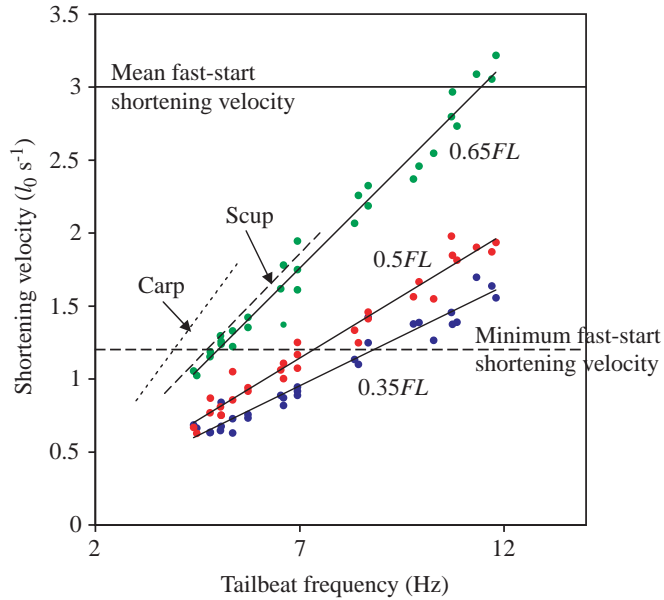 3.5
3
2.5
2
1.5
1
0.5
0
2
7
12
Tailbeat frequency (Hz)
Shortening velocity (l₀ s⁻¹)
Mean fast-start
shortening velocity
0.65FL
Scup
Carp
0.5FL
Minimum fast-start
shortening velocity
0.35FL